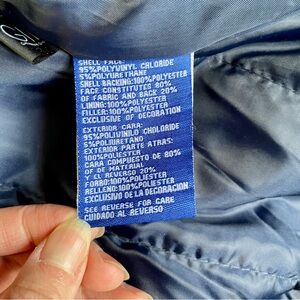 SHELL FACE:
95%POLYVINYL CHLORIDE
5%POLYURETHANE
SHELL BACKING:100%POLYESTER
FACE CONSTITUTES 80%
OF FABRIC AND BACK 20%
LINING:100%POLYESTER
FILLER:100%POLYESTER
EXCLUSIVE OF DECORATION
EXTERIOR CARA:
95%POLIVINILO CHOLORIDE
5%POLIURETANO
EXTERIOR PARTE ATRAS:
100%POLIESTER
CARA COMPUESTO DE 80%
DE MATERIAL
Y EL REVERSO 20%
FORRO:100%POLIESTER
RELLENO:100%POLIESTER
EXCLUSIVO DE LA DECORACION
SEE REVERSE FOR CARE
CUIDADO AL REVERSO